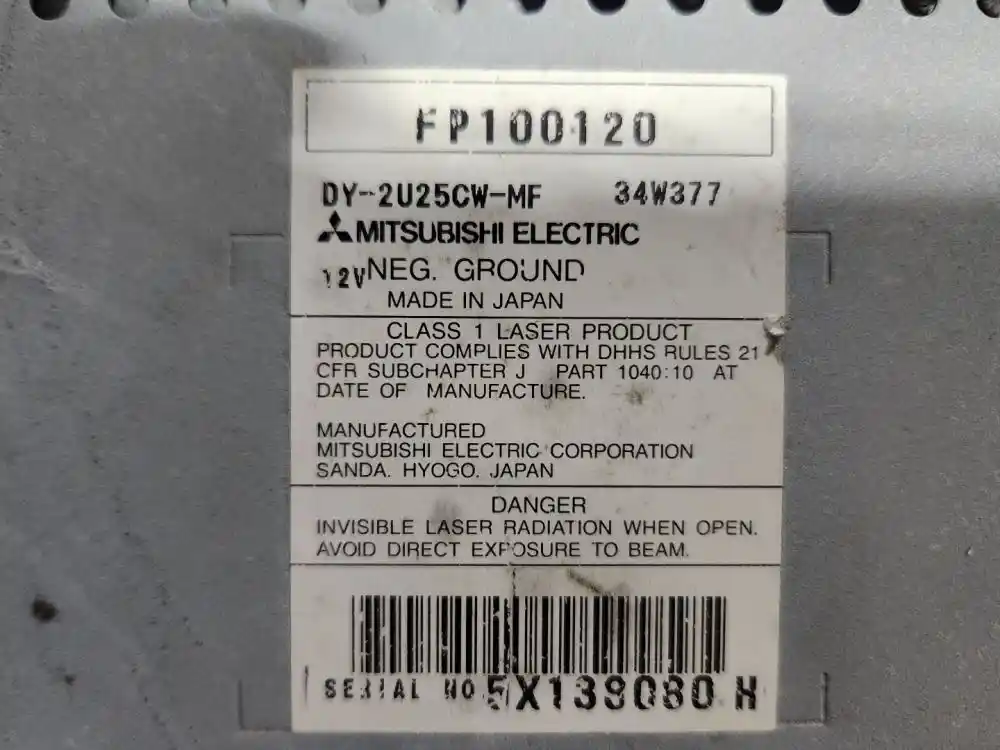 FP100120
DY-2U25CW-MF 34W377
MITSUBISHI ELECTRIC
12V NEG. GROUND
MADE IN JAPAN
CLASS 1 LASER PRODUCT
PRODUCT COMPLIES WITH DHHS RULES 21
CFR SUBCHAPTER J PART 1040:10 AT
DATE OF MANUFACTURE.
MANUFACTURED
MITSUBISHI ELECTRIC CORPORATION
SANDA. HYOGO. JAPAN
DANGER
INVISIBLE LASER RADIATION WHEN OPEN.
AVOID DIRECT EXPOSURE TO BEAM.
SERIAL NO 5X138080 H